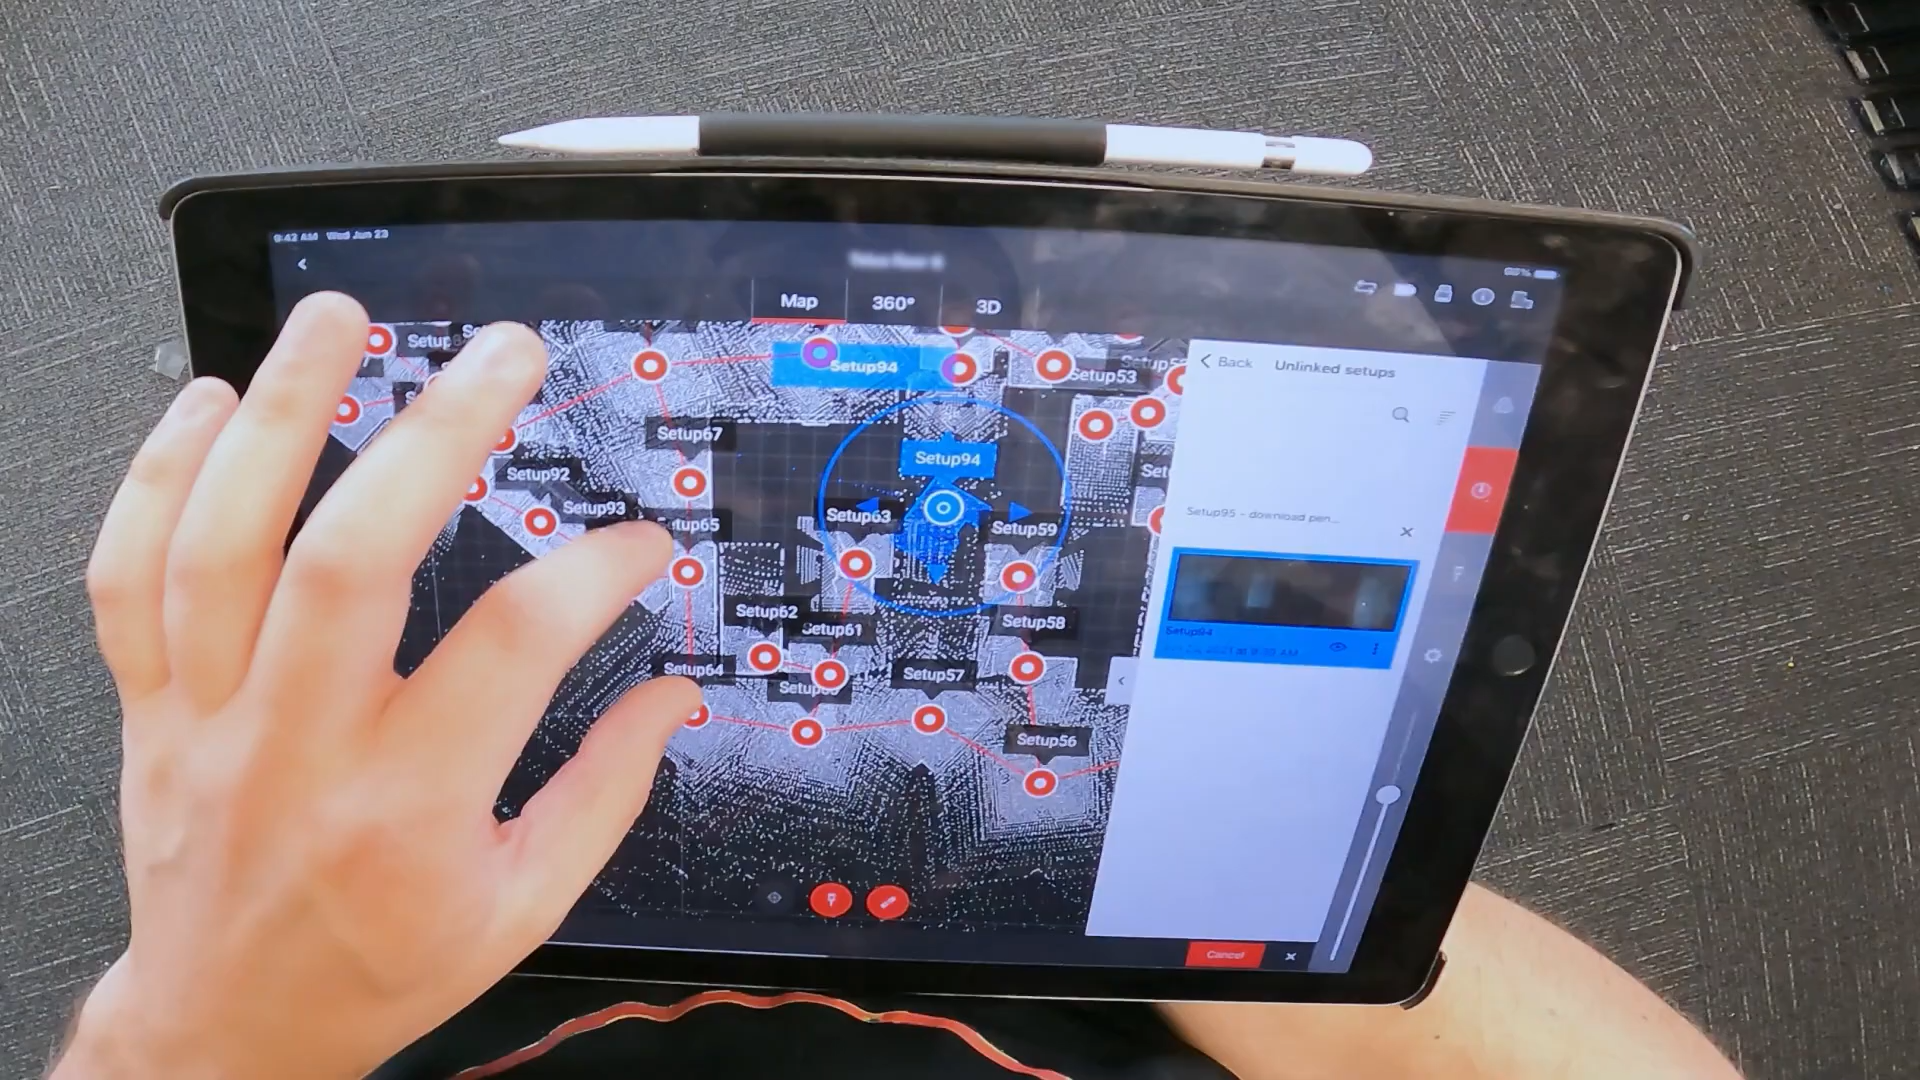 9:42 AM Wed Jun 23
Map
360°
3D
Setup94
Setup53
Back
Unlinked setups
Setup67
Setup94
Setup92
Setup93
Setup63
Setup59
Setup95 - download pen...
Setup62
Setup61
Setup58
Setup94
Setup64
Setup57
Setup56
Cancel